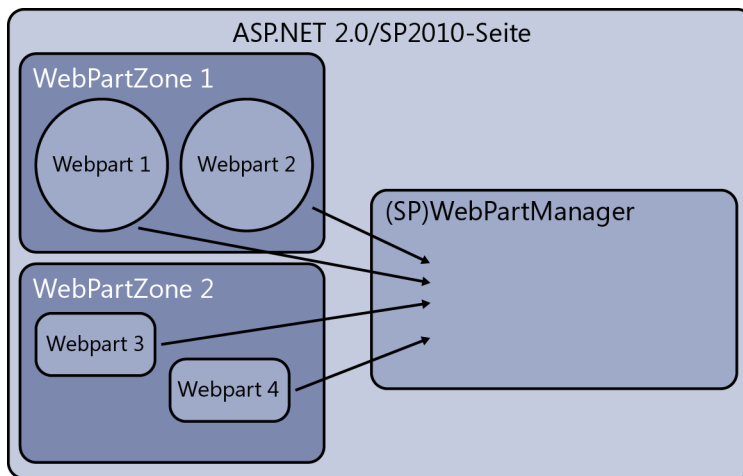 ASP.NET 2.0/SP2010-Seite
WebPartZone 1
Webpart 1
Webpart 2
(SP)WebPartManager
WebPartZone 2
Webpart 3
Webpart 4